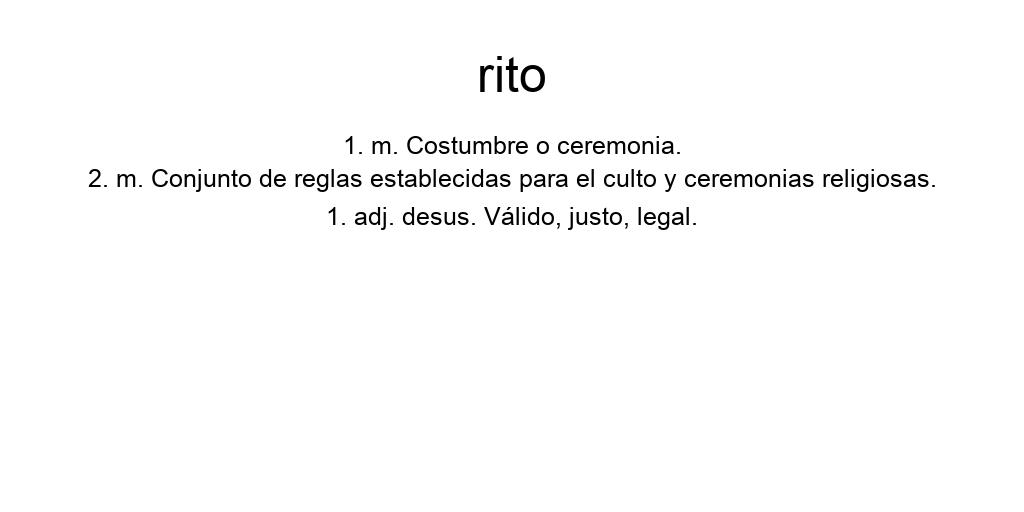 rito
1. m. Costumbre o ceremonia.
2. m. Conjunto de reglas establecidas para el culto y ceremonias religiosas.
1. adj. desus. Válido, justo, legal.